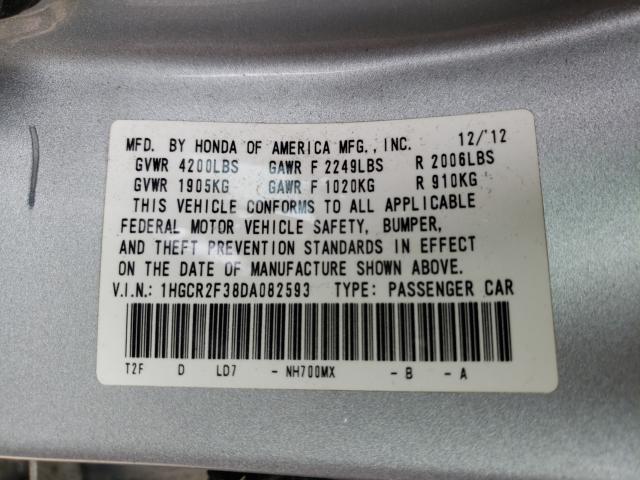 MFD. BY HONDA OF AMERICA MFG., INC. 12/'12
GVWR 4200LBS GAWR F 2249LBS R 2006LBS
GVWR 1905KG GAWR F 1020KG R 910KG
THIS VEHICLE CONFORMS TO ALL APPLICABLE
FEDERAL MOTOR VEHICLE SAFETY, BUMPER,
AND THEFT PREVENTION STANDARDS IN EFFECT
ON THE DATE OF MANUFACTURE SHOWN ABOVE.
V.I.N.: 1HGCR2F38DA082593 TYPE: PASSENGER CAR
T2F D LD7 - NH700MX - B - A